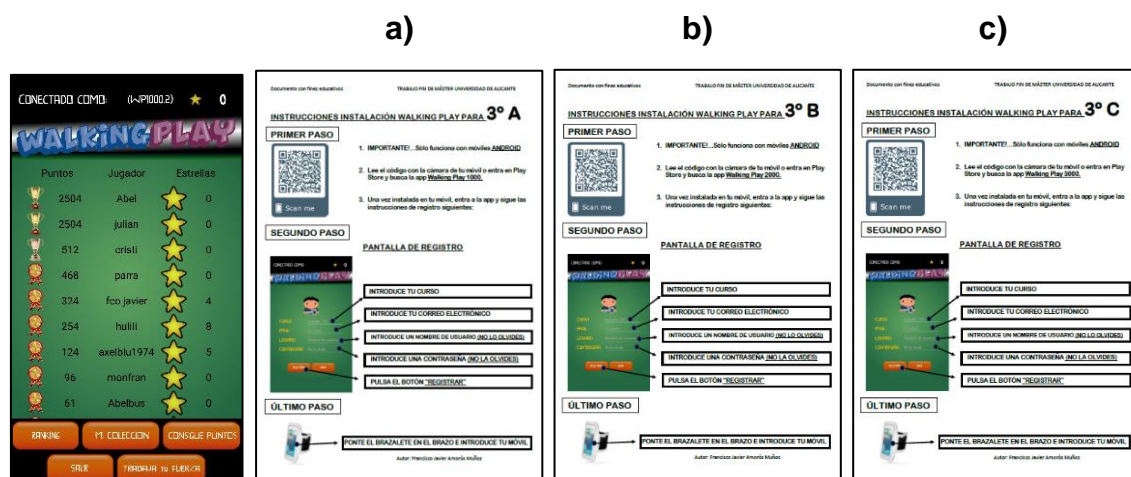 a)
b)
c)
CONECTADO COMO: (WP1000.2) 0
WALKING PLAY
Puntos Jugador Estrellas
2504 Abel 0
2504 julian 0
512 cristi 0
468 parra 0
324 fco javier 4
254 hulili 8
124 axelblu1974 5
96 monfran 0
61 Abelbus 0
RANKING M. COLECCION CONSIGUE PUNTOS
SALIR TRABAJA tu FUERZA
Documento con fines educativos TRABAJO FIN DE MÁSTER UNIVERSIDAD DE ALICANTE
INSTRUCCIONES INSTALACIÓN WALKING PLAY PARA 3º A
PRIMER PASO
Scan me
1. IMPORTANTE!...Sólo funciona con móviles ANDROID
2. Lee el código con la cámara de tu móvil o entra en Play
Store y busca la app Walking Play 1000.
3. Una vez instalada en tu móvil, entra a la app y sigue las
instrucciones de registro siguientes:
SEGUNDO PASO
PANTALLA DE REGISTRO
CONECTADO COMO: 0
WALKING PLAY
INTRODUCE TU CURSO
INTRODUCE TU CORREO ELECTRÓNICO
INTRODUCE UN NOMBRE DE USUARIO (NO LO OLVIDES)
INTRODUCE UNA CONTRASEÑA (NO LA OLVIDES)
PULSA EL BOTÓN "REGISTRAR"
ÚLTIMO PASO
PONTE EL BRAZALETE EN EL BRAZO E INTRODUCE TU MÓVIL
Autor: Francisco Javier Amorós Muñoz
Documento con fines educativos TRABAJO FIN DE MÁSTER UNIVERSIDAD DE ALICANTE
INSTRUCCIONES INSTALACIÓN WALKING PLAY PARA 3º B
PRIMER PASO
Scan me
1. IMPORTANTE!...Sólo funciona con móviles ANDROID
2. Lee el código con la cámara de tu móvil o entra en Play
Store y busca la app Walking Play 2000.
3. Una vez instalada en tu móvil, entra a la app y sigue las
instrucciones de registro siguientes:
SEGUNDO PASO
PANTALLA DE REGISTRO
CONECTADO COMO: 0
WALKING PLAY
INTRODUCE TU CURSO
INTRODUCE TU CORREO ELECTRÓNICO
INTRODUCE UN NOMBRE DE USUARIO (NO LO OLVIDES)
INTRODUCE UNA CONTRASEÑA (NO LA OLVIDES)
PULSA EL BOTÓN "REGISTRAR"
ÚLTIMO PASO
PONTE EL BRAZALETE EN EL BRAZO E INTRODUCE TU MÓVIL
Autor: Francisco Javier Amorós Muñoz
Documento con fines educativos TRABAJO FIN DE MÁSTER UNIVERSIDAD DE ALICANTE
INSTRUCCIONES INSTALACIÓN WALKING PLAY PARA 3º C
PRIMER PASO
Scan me
1. IMPORTANTE!...Sólo funciona con móviles ANDROID
2. Lee el código con la cámara de tu móvil o entra en Play
Store y busca la app Walking Play 3000.
3. Una vez instalada en tu móvil, entra a la app y sigue las
instrucciones de registro siguientes:
SEGUNDO PASO
PANTALLA DE REGISTRO
CONECTADO COMO: 0
WALKING PLAY
INTRODUCE TU CURSO
INTRODUCE TU CORREO ELECTRÓNICO
INTRODUCE UN NOMBRE DE USUARIO (NO LO OLVIDES)
INTRODUCE UNA CONTRASEÑA (NO LA OLVIDES)
PULSA EL BOTÓN "REGISTRAR"
ÚLTIMO PASO
PONTE EL BRAZALETE EN EL BRAZO E INTRODUCE TU MÓVIL
Autor: Francisco Javier Amorós Muñoz